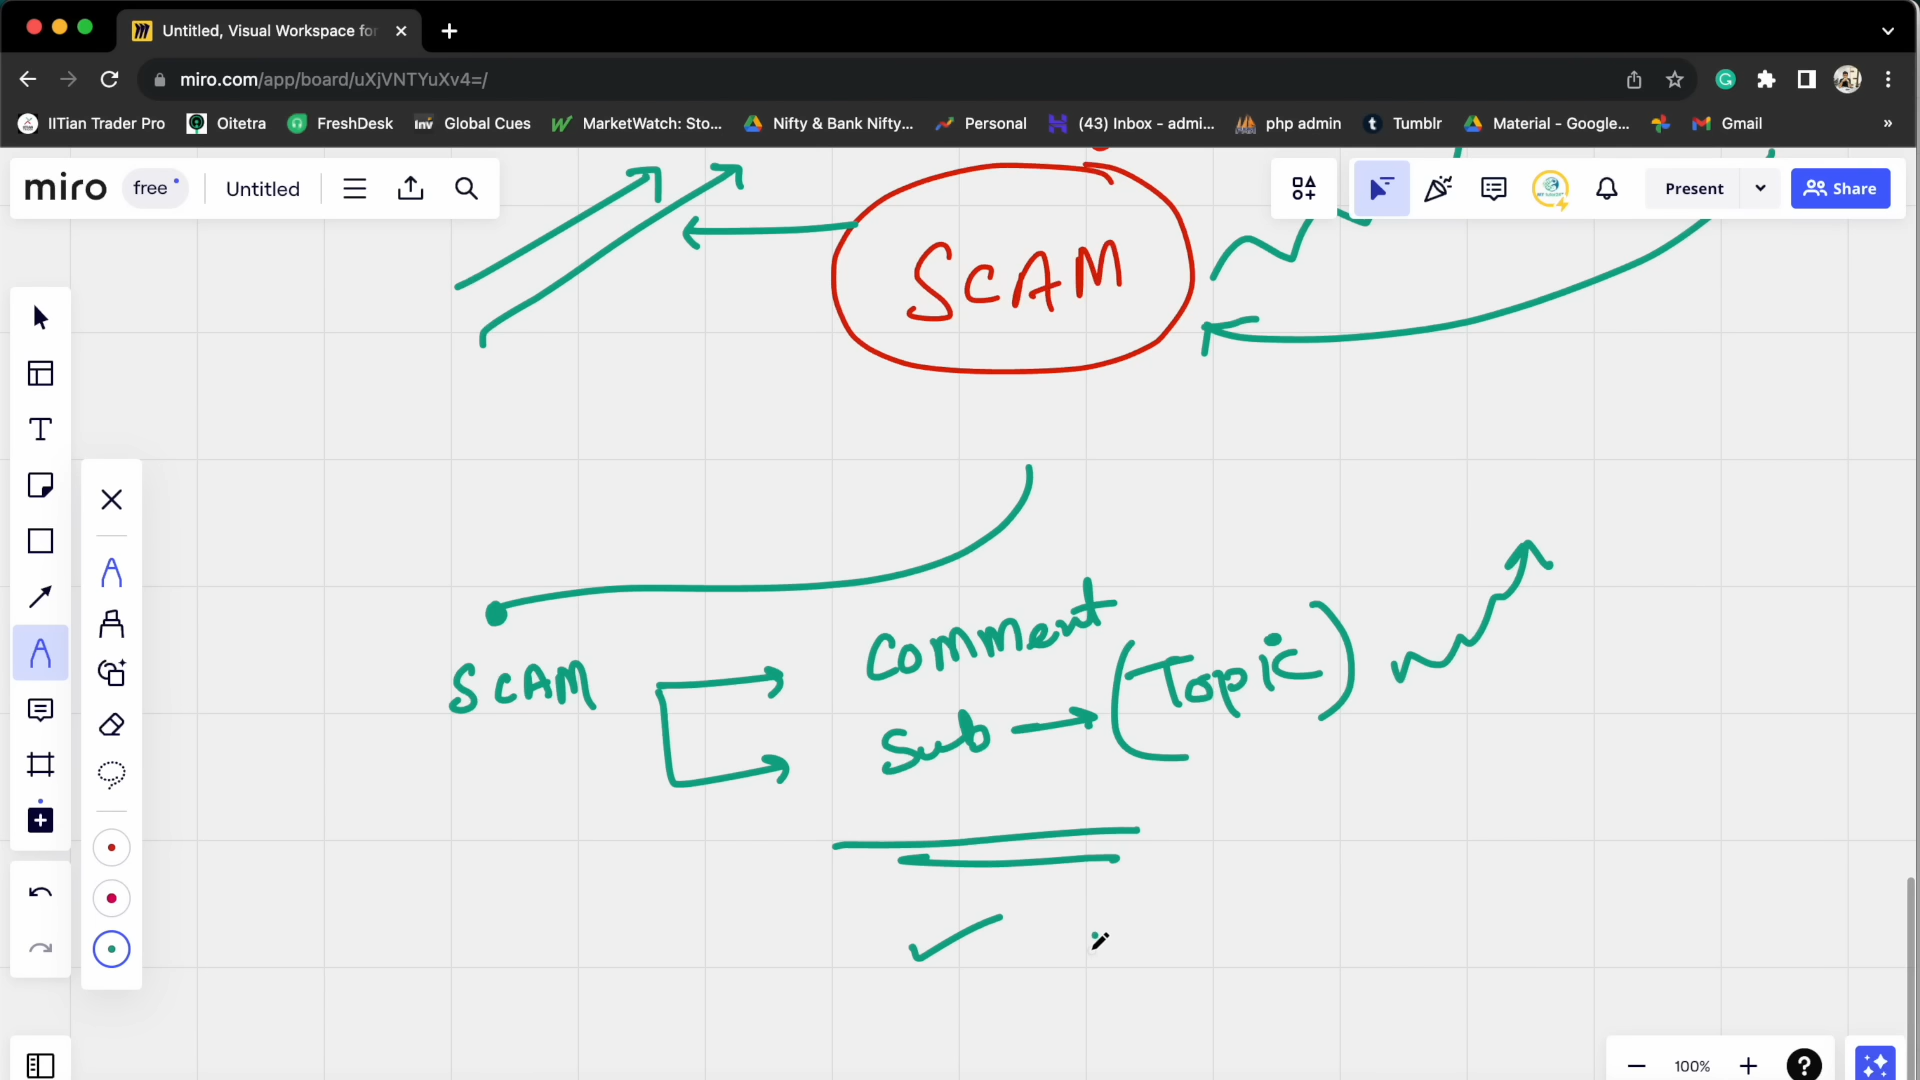 Untitled, Visual Workspace for
miro.com/app/board/uXjVNTYuXv4=/
IITian Trader Pro Oitetra FreshDesk Inv Global Cues MarketWatch: Sto... Nifty & Bank Nifty... Personal (43) Inbox - admi... php admin Tumblr Material - Google... Gmail »
miro free Untitled Present Share
SCAM
Comment
SCAM
(Topic)
Sub
100% ?